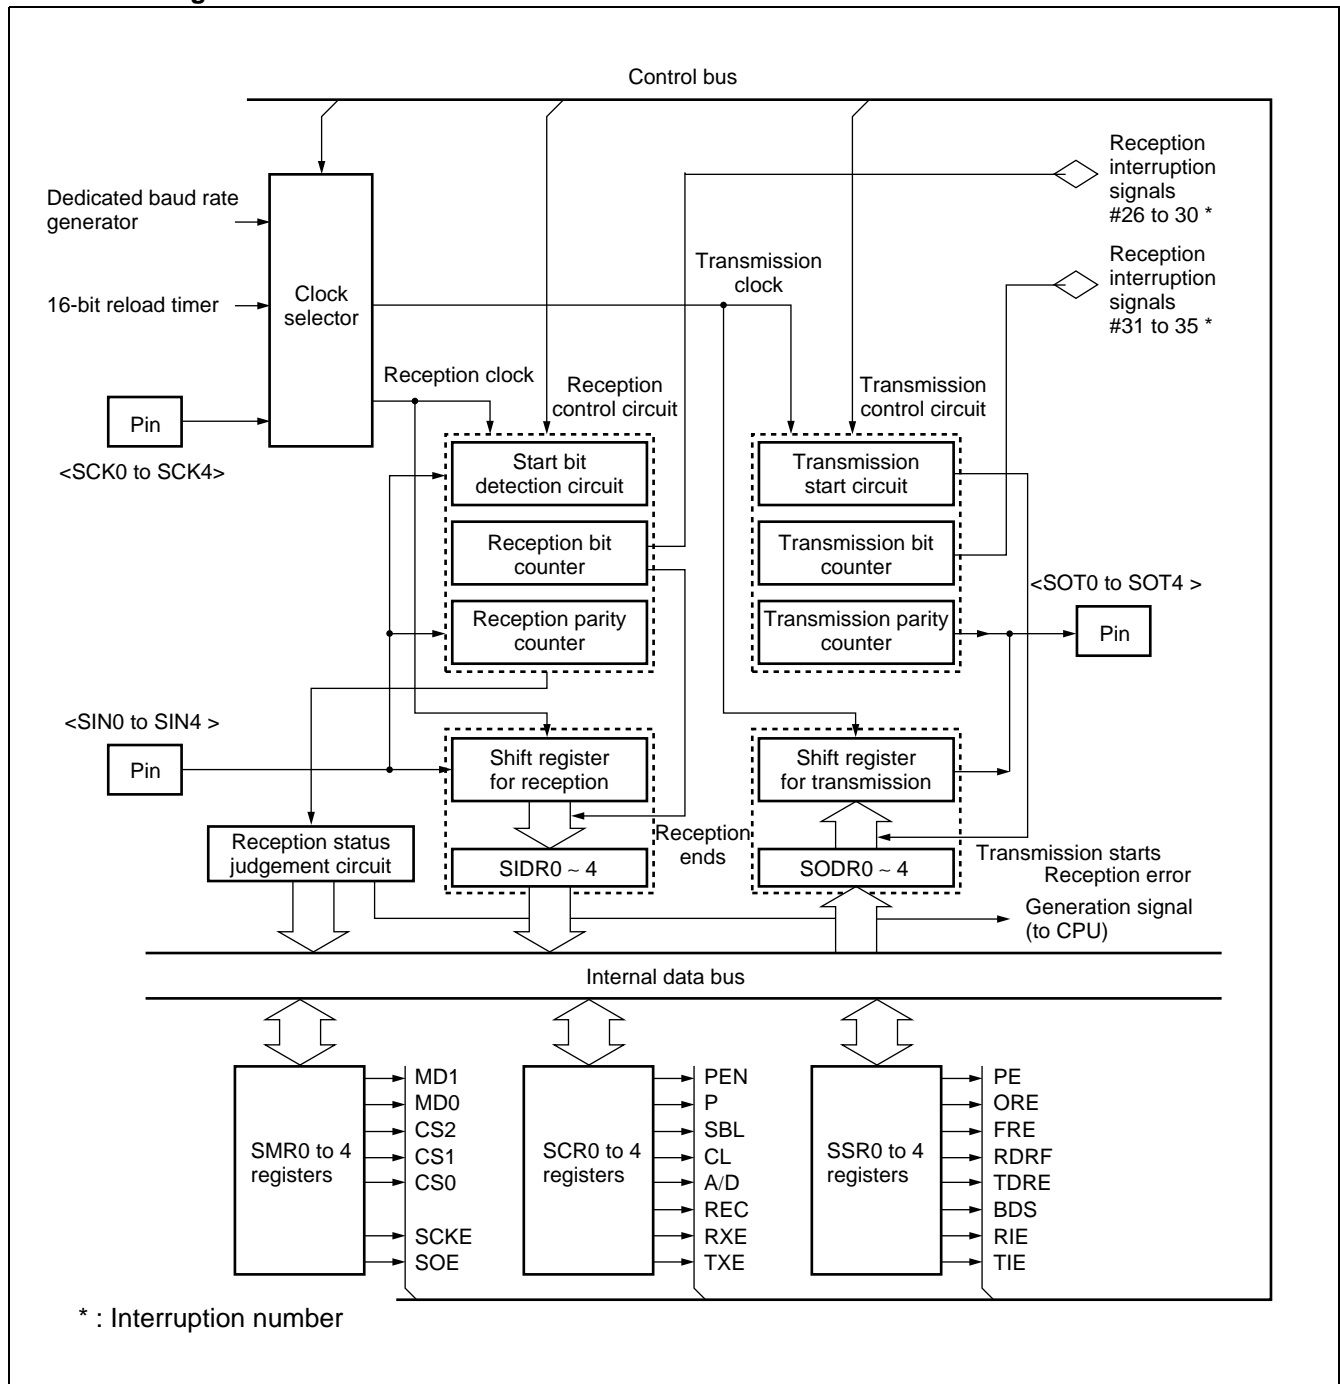 Control bus
Reception
interruption
signals
#26 to 30 *
Dedicated baud rate
generator
Reception
interruption
signals
#31 to 35 *
Transmission
clock
16-bit reload timer
Clock
selector
Reception clock
Reception
control circuit
Transmission
control circuit
Pin
<SCK0 to SCK4>
Start bit
detection circuit
Transmission
start circuit
Reception bit
counter
Transmission bit
counter
<SOT0 to SOT4 >
Reception parity
counter
Transmission parity
counter
Pin
<SIN0 to SIN4 >
Pin
Shift register
for reception
Shift register
for transmission
Reception status
judgement circuit
Reception
ends
SIDR0 ~ 4
SODR0 ~ 4
Transmission starts
Reception error
Generation signal
(to CPU)
Internal data bus
SMR0 to 4
registers
MD1
MD0
CS2
CS1
CS0
SCKE
SOE
SCR0 to 4
registers
PEN
P
SBL
CL
A/D
REC
RXE
TXE
SSR0 to 4
registers
PE
ORE
FRE
RDRF
TDRE
BDS
RIE
TIE
* : Interruption number